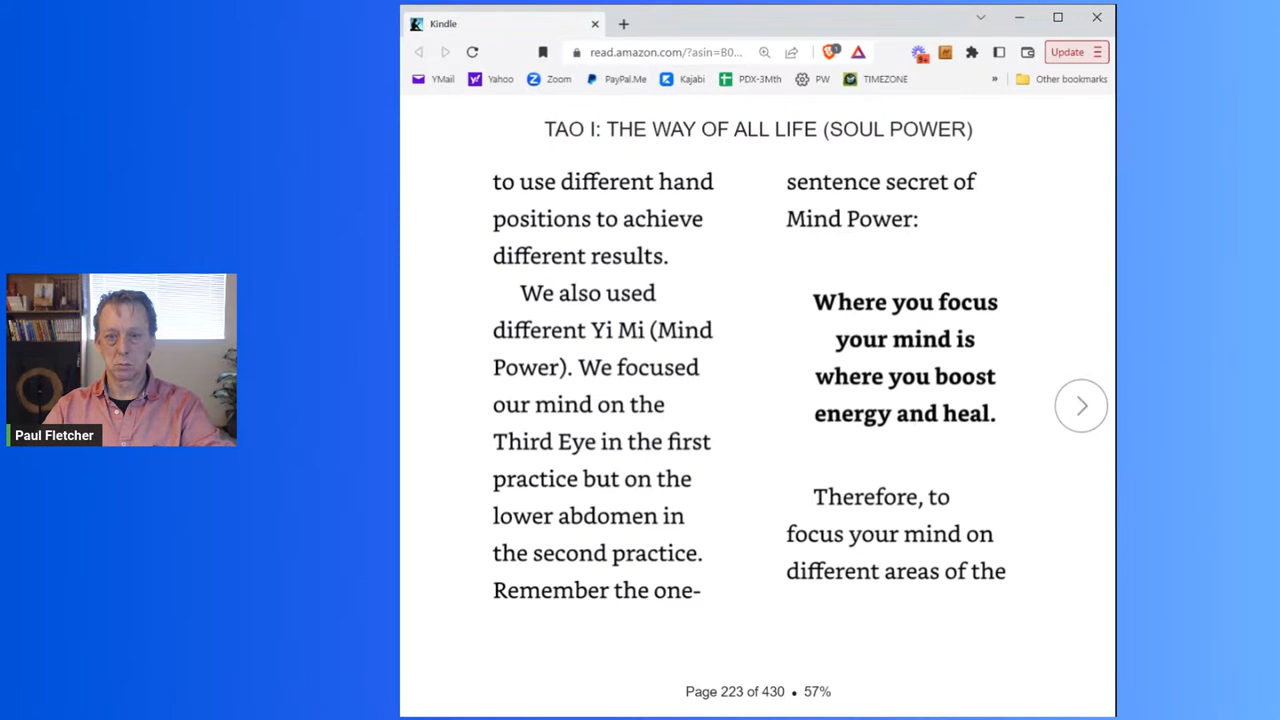 Kindle
read.amazon.com/?asin=B0...
Update
YMail
Yahoo
Zoom
PayPal.Me
Kajabi
PDX-3Mth
PW
TIMEZONE
»
Other bookmarks
TAO I: THE WAY OF ALL LIFE (SOUL POWER)
to use different hand
positions to achieve
different results.
We also used
different Yi Mi (Mind
Power). We focused
our mind on the
Third Eye in the first
practice but on the
lower abdomen in
the second practice.
Remember the one-
sentence secret of
Mind Power:
Where you focus
your mind is
where you boost
energy and heal.
Therefore, to
focus your mind on
different areas of the
Page 223 of 430 • 57%
Paul Fletcher